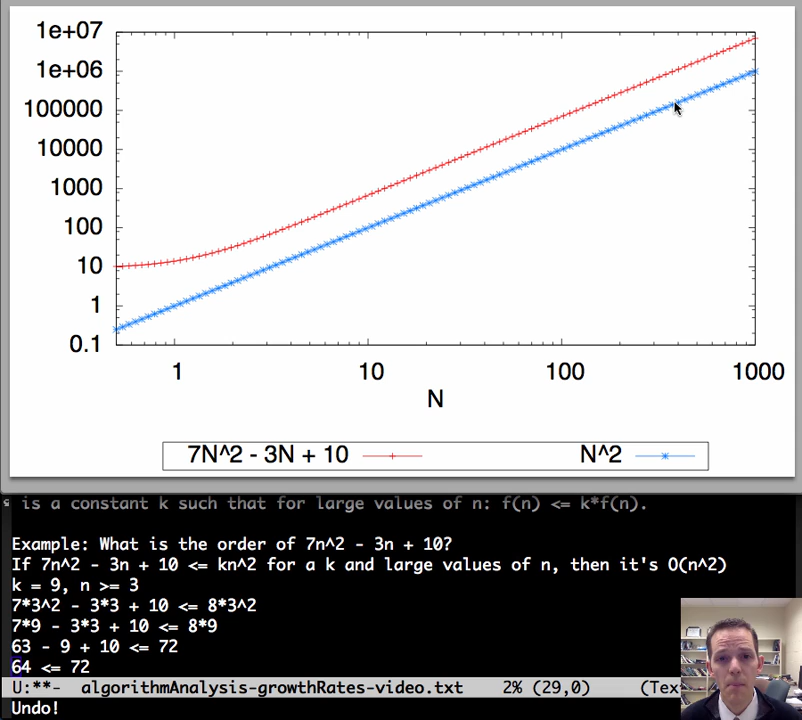 1e+07
1e+06
100000
10000
1000
100
10
1
0.1
1 10 100 1000
N
7N^2 - 3N + 10 N^2
is a constant k such that for large values of n: f(n) <= k*f(n).
Example: What is the order of 7n^2 - 3n + 10?
If 7n^2 - 3n + 10 <= kn^2 for a k and large values of n, then it's O(n^2)
k = 9, n >= 3
7*3^2 - 3*3 + 10 <= 8*3^2
7*9 - 3*3 + 10 <= 8*9
63 - 9 + 10 <= 72
64 <= 72
U:**- algorithmAnalysis-growthRates-video.txt 2% (29,0) (Tex
Undo!